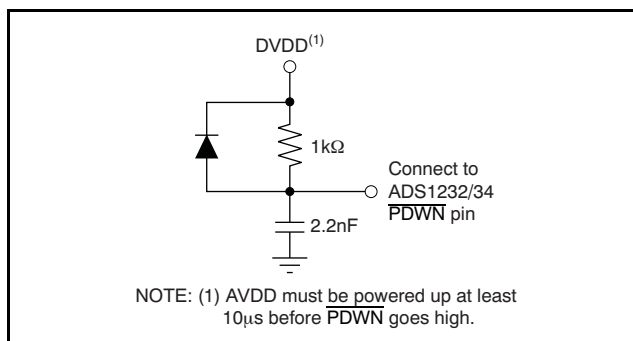 DVDD(1)
1kΩ
Connect to
ADS1232/34
PDWN pin
2.2nF
NOTE: (1) AVDD must be powered up at least
10µs before PDWN goes high.